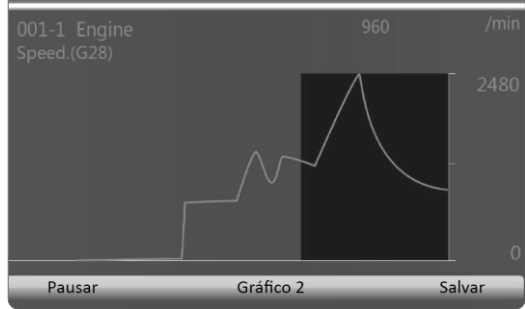 001-1 Engine 960 /min
Speed.(G28)
2480
0
Pausar Gráfico 2 Salvar